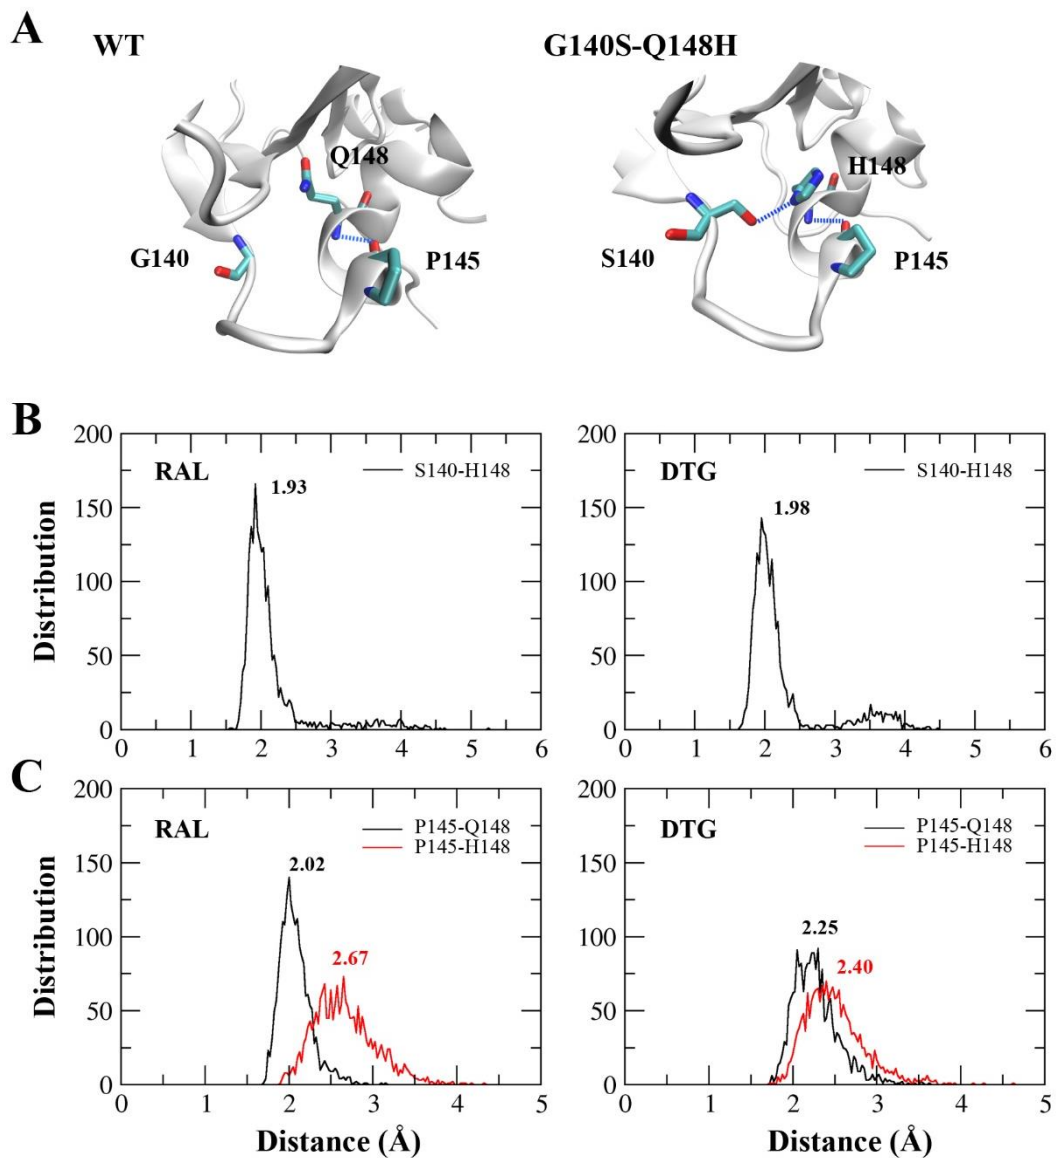 A
WT
G140S-Q148H
Q148
G140
P145
H148
S140
P145
B
RAL
S140-H148
1.93
200
150
100
50
0
Distribution
0 1 2 3 4 5 6
DTG
S140-H148
1.98
200
150
100
50
0
0 1 2 3 4 5 6
C
RAL
P145-Q148
P145-H148
2.02
2.67
200
150
100
50
0
Distribution
0 1 2 3 4 5
Distance (Å)
DTG
P145-Q148
P145-H148
2.25
2.40
200
150
100
50
0
0 1 2 3 4 5
Distance (Å)